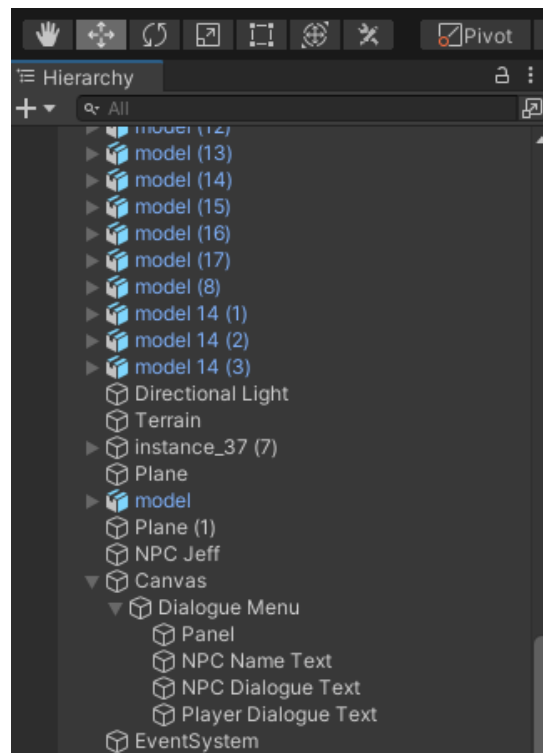 Pivot
Hierarchy
All
model (12)
model (13)
model (14)
model (15)
model (16)
model (17)
model (8)
model 14 (1)
model 14 (2)
model 14 (3)
Directional Light
Terrain
instance_37 (7)
Plane
model
Plane (1)
NPC Jeff
Canvas
Dialogue Menu
Panel
NPC Name Text
NPC Dialogue Text
Player Dialogue Text
EventSystem